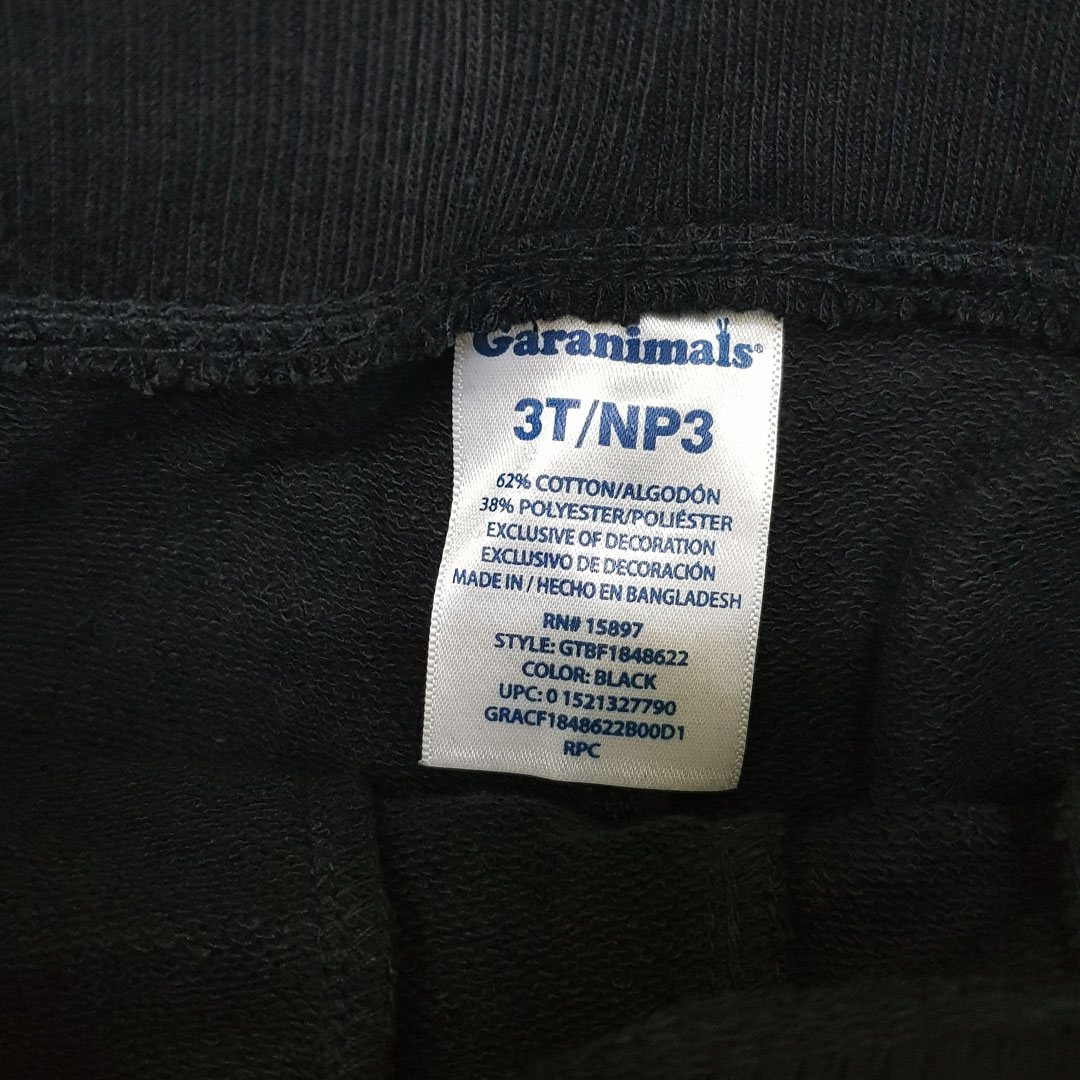 Garanimals®
3T/NP3
62% COTTON/ALGODÓN
38% POLYESTER/POLIÉSTER
EXCLUSIVE OF DECORATION
EXCLUSIVO DE DECORACIÓN
MADE IN / HECHO EN BANGLADESH
RN# 15897
STYLE: GTBF1848622
COLOR: BLACK
UPC: 0 1521327790
GRACF1848622B00D1
RPC